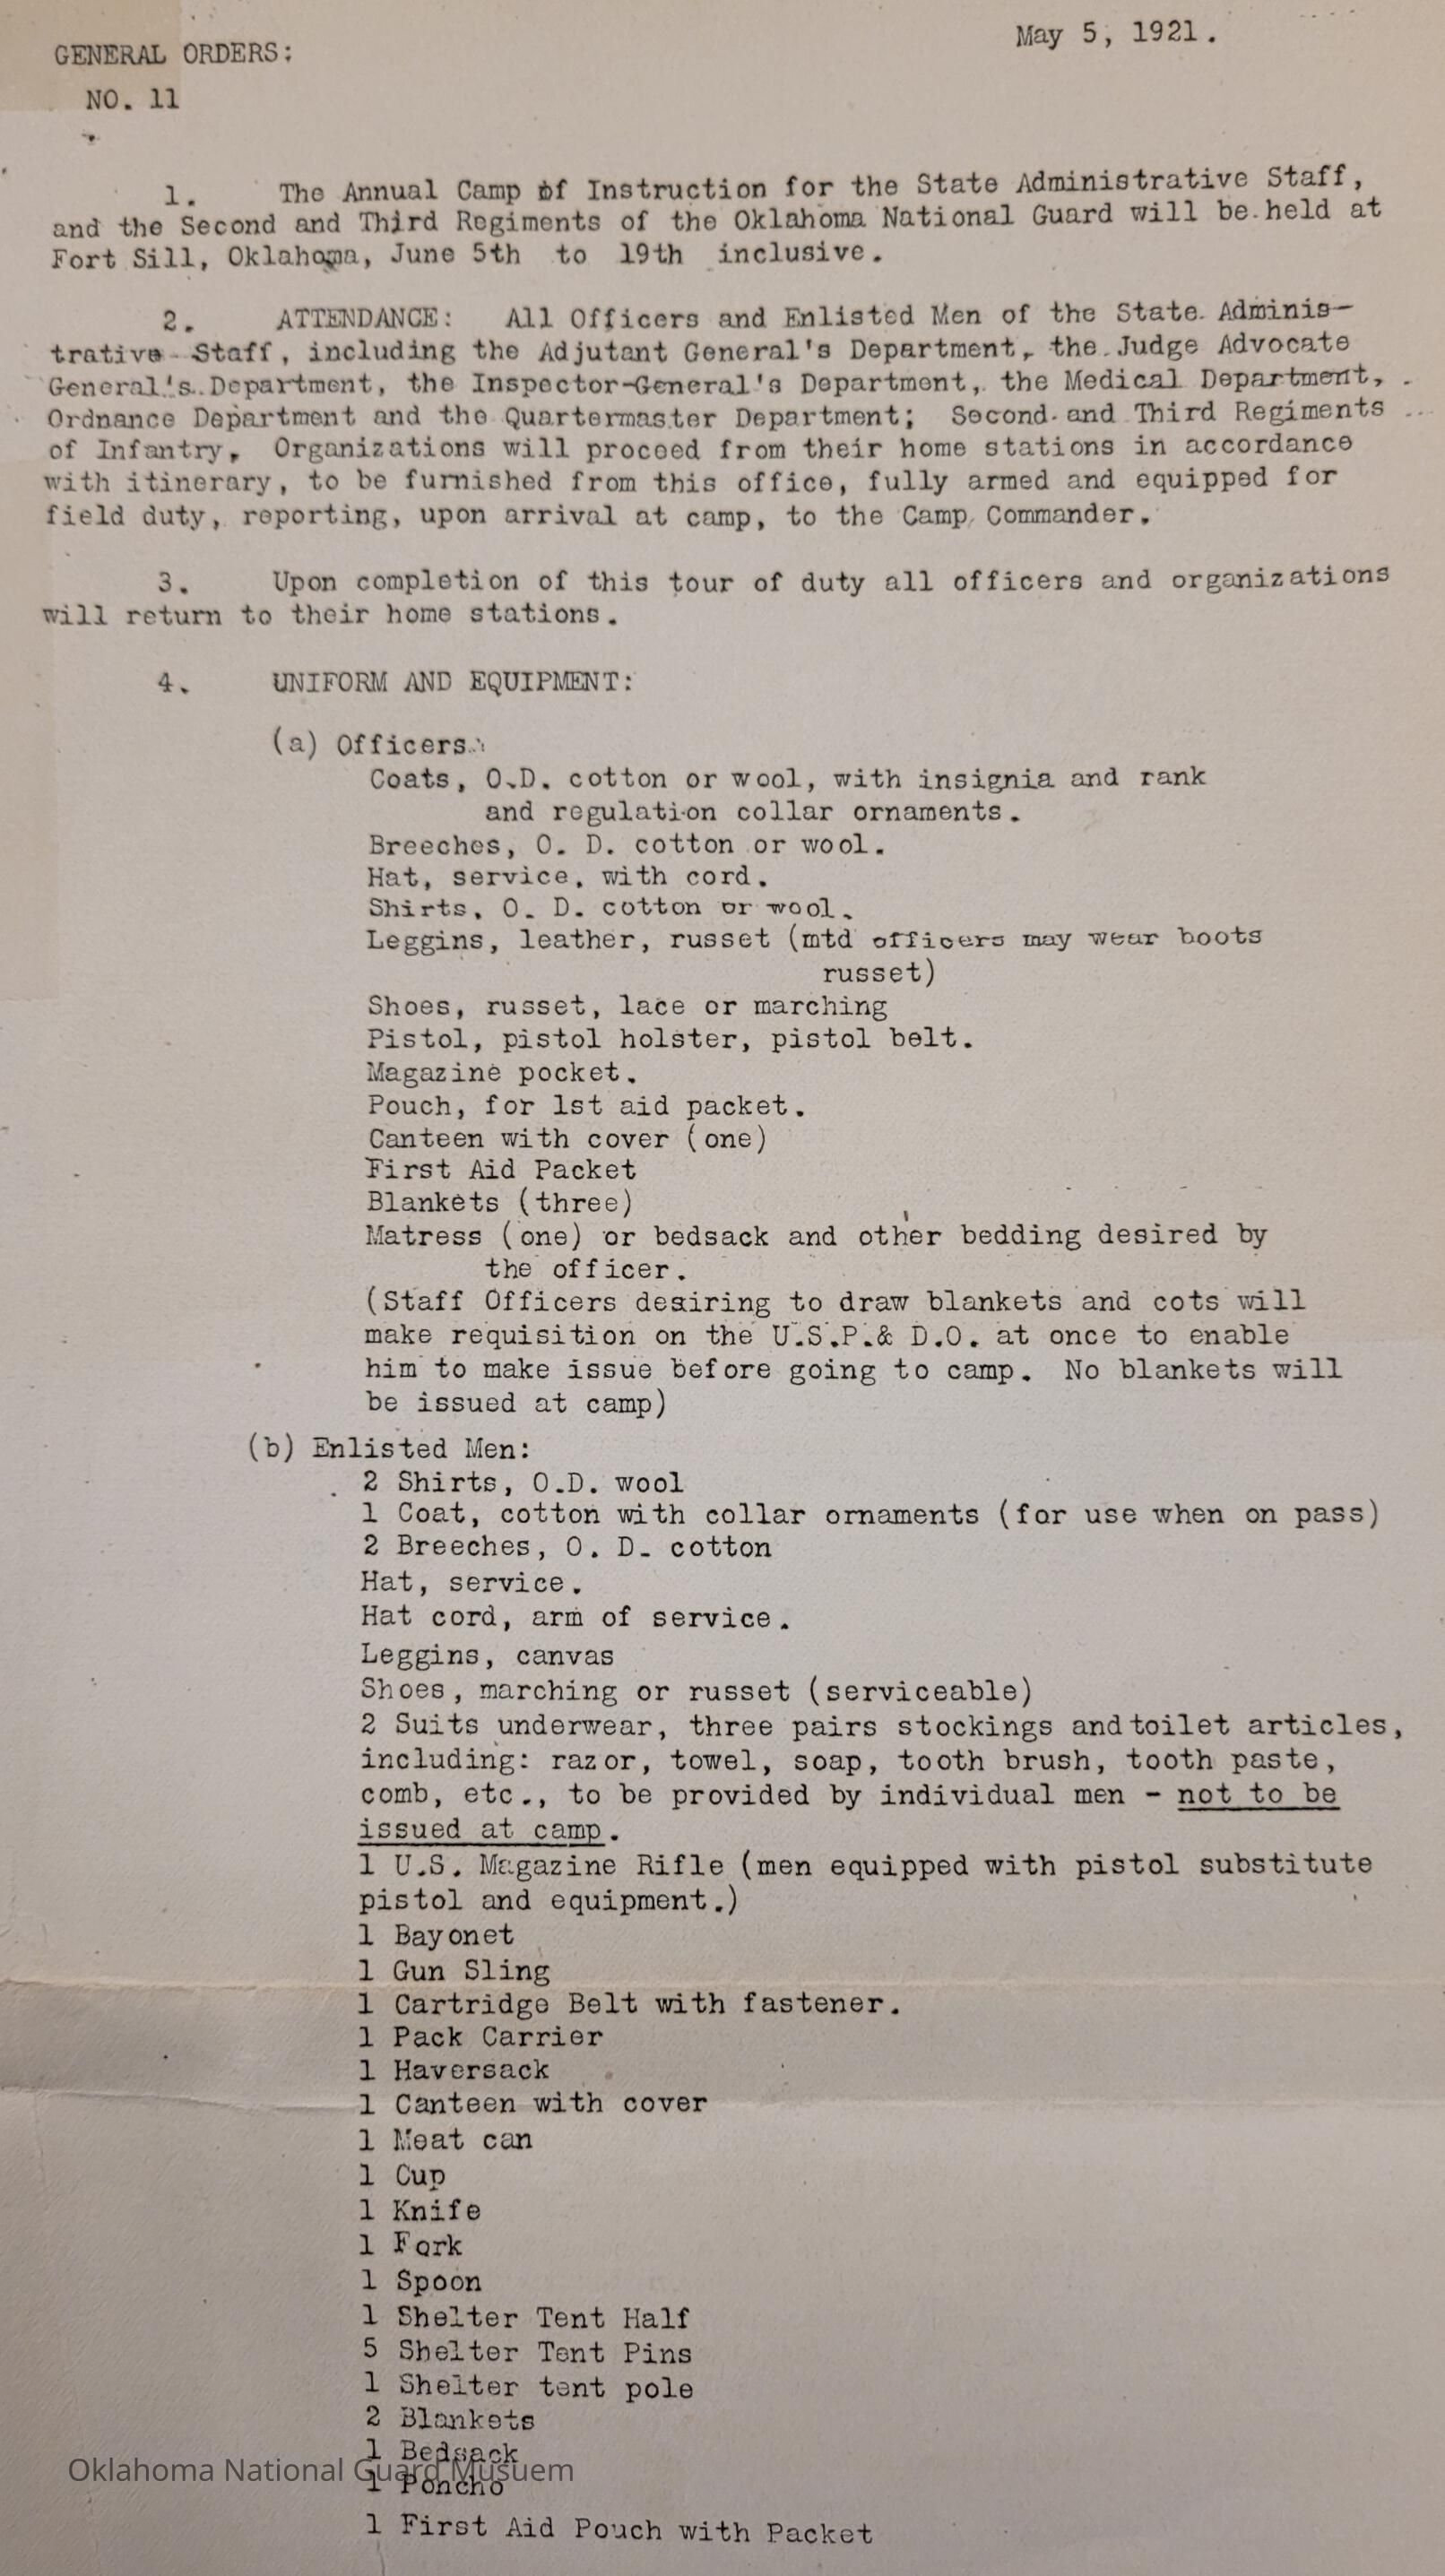 May 5, 1921.
GENERAL ORDERS:
NO. 11
1. The Annual Camp of Instruction for the State Administrative Staff,
and the Second and Third Regiments of the Oklahoma National Guard will be held at
Fort Sill, Oklahoma, June 5th to 19th inclusive.
2. ATTENDANCE: All Officers and Enlisted Men of the State Adminis-
trative Staff, including the Adjutant General's Department, the Judge Advocate
General's Department, the Inspector-General's Department, the Medical Department,
Ordnance Department and the Quartermaster Department; Second and Third Regiments
of Infantry, Organizations will proceed from their home stations in accordance
with itinerary, to be furnished from this office, fully armed and equipped for
field duty, reporting, upon arrival at camp, to the Camp Commander.
3. Upon completion of this tour of duty all officers and organizations
will return to their home stations.
4. UNIFORM AND EQUIPMENT:
(a) Officers:
Coats, O.D. cotton or wool, with insignia and rank
and regulation collar ornaments.
Breeches, O. D. cotton or wool.
Hat, service, with cord.
Shirts, O. D. cotton or wool.
Leggins, leather, russet (mtd officers may wear boots
russet)
Shoes, russet, lace or marching
Pistol, pistol holster, pistol belt.
Magazine pocket.
Pouch, for 1st aid packet.
Canteen with cover (one)
First Aid Packet
Blankets (three)
Matress (one) or bedsack and other bedding desired by
the officer.
(Staff Officers desiring to draw blankets and cots will
make requisition on the U.S.P.& D.O. at once to enable
him to make issue before going to camp. No blankets will
be issued at camp)
(b) Enlisted Men:
2 Shirts, O.D. wool
1 Coat, cotton with collar ornaments (for use when on pass)
2 Breeches, O. D. cotton
Hat, service.
Hat cord, arm of service.
Leggins, canvas
Shoes, marching or russet (serviceable)
2 Suits underwear, three pairs stockings and toilet articles,
including: razor, towel, soap, tooth brush, tooth paste,
comb, etc., to be provided by individual men - not to be
issued at camp.
1 U.S. Magazine Rifle (men equipped with pistol substitute
pistol and equipment.)
1 Bayonet
1 Gun Sling
1 Cartridge Belt with fastener.
1 Pack Carrier
1 Haversack
1 Canteen with cover
1 Meat can
1 Cup
1 Knife
1 Fork
1 Spoon
1 Shelter Tent Half
5 Shelter Tent Pins
1 Shelter tent pole
2 Blankets
1 Bedsack
Oklahoma National Guard Musuem
1 Poncho
1 First Aid Pouch with Packet